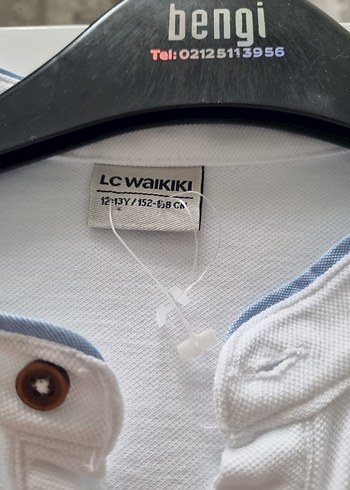 bengi
Tel:02125113956
LC WAIKIKI
12-13Y/152-158 CM